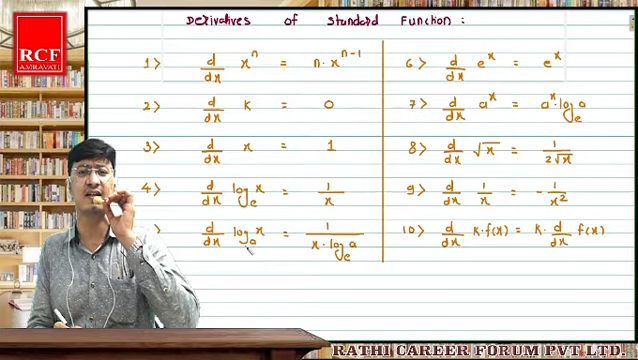 Derivatives of Standard Function :
RCF
AMRAVATI
1> d/dx x^n = n·x^(n-1)
2> d/dx k = 0
3> d/dx x = 1
4> d/dx log_e x = 1/x
> d/dx log_a x = 1/(x·log_e a)
6> d/dx e^x = e^x
7> d/dx a^x = a^x·log_e a
8> d/dx √x = 1/(2√x)
9> d/dx 1/x = -1/x²
10> d/dx k·f(x) = k·d/dx f(x)
RATHI CAREER FORUM PVT LTD.